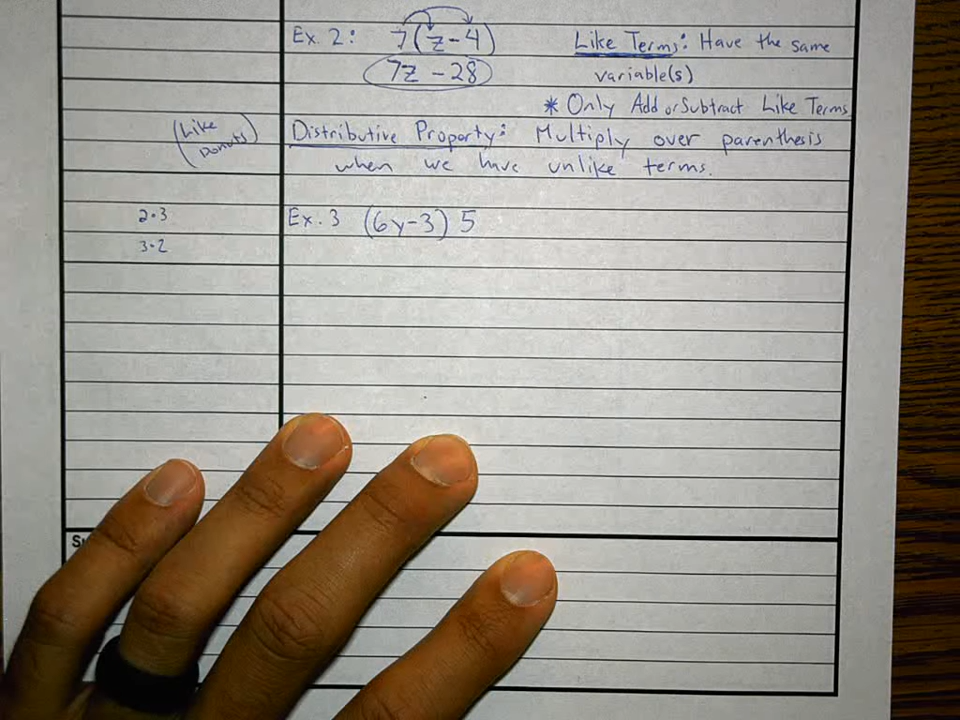 Ex. 2: 7(z-4)
7z - 28
Like Terms: Have the same
variable(s)
* Only Add or Subtract Like Terms
(Like
Donuts)
Distributive Property: Multiply over parenthesis
when we have unlike terms.
2·3
3·2
Ex. 3 (6y-3) 5